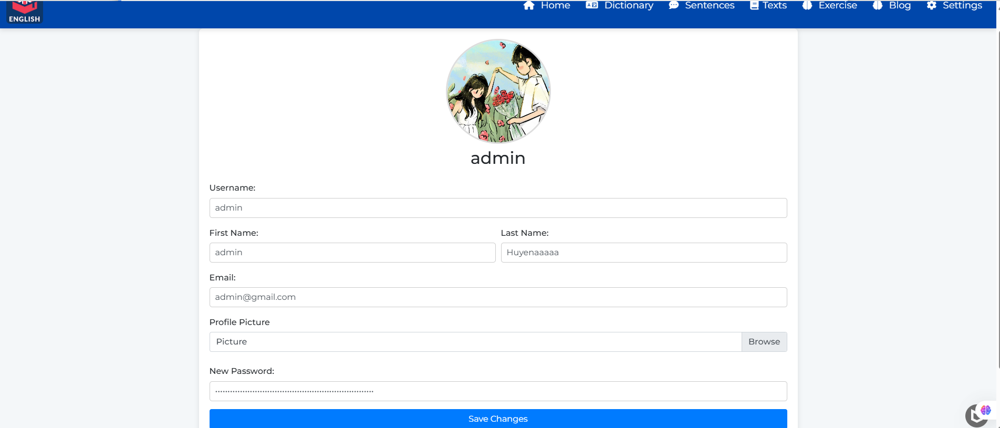 ENGLISH
Home Dictionary Sentences Texts Exercise Blog Settings
admin
Username:
admin
First Name: Last Name:
admin Huyenaaaaa
Email:
admin@gmail.com
Profile Picture
Picture Browse
New Password:
Save Changes